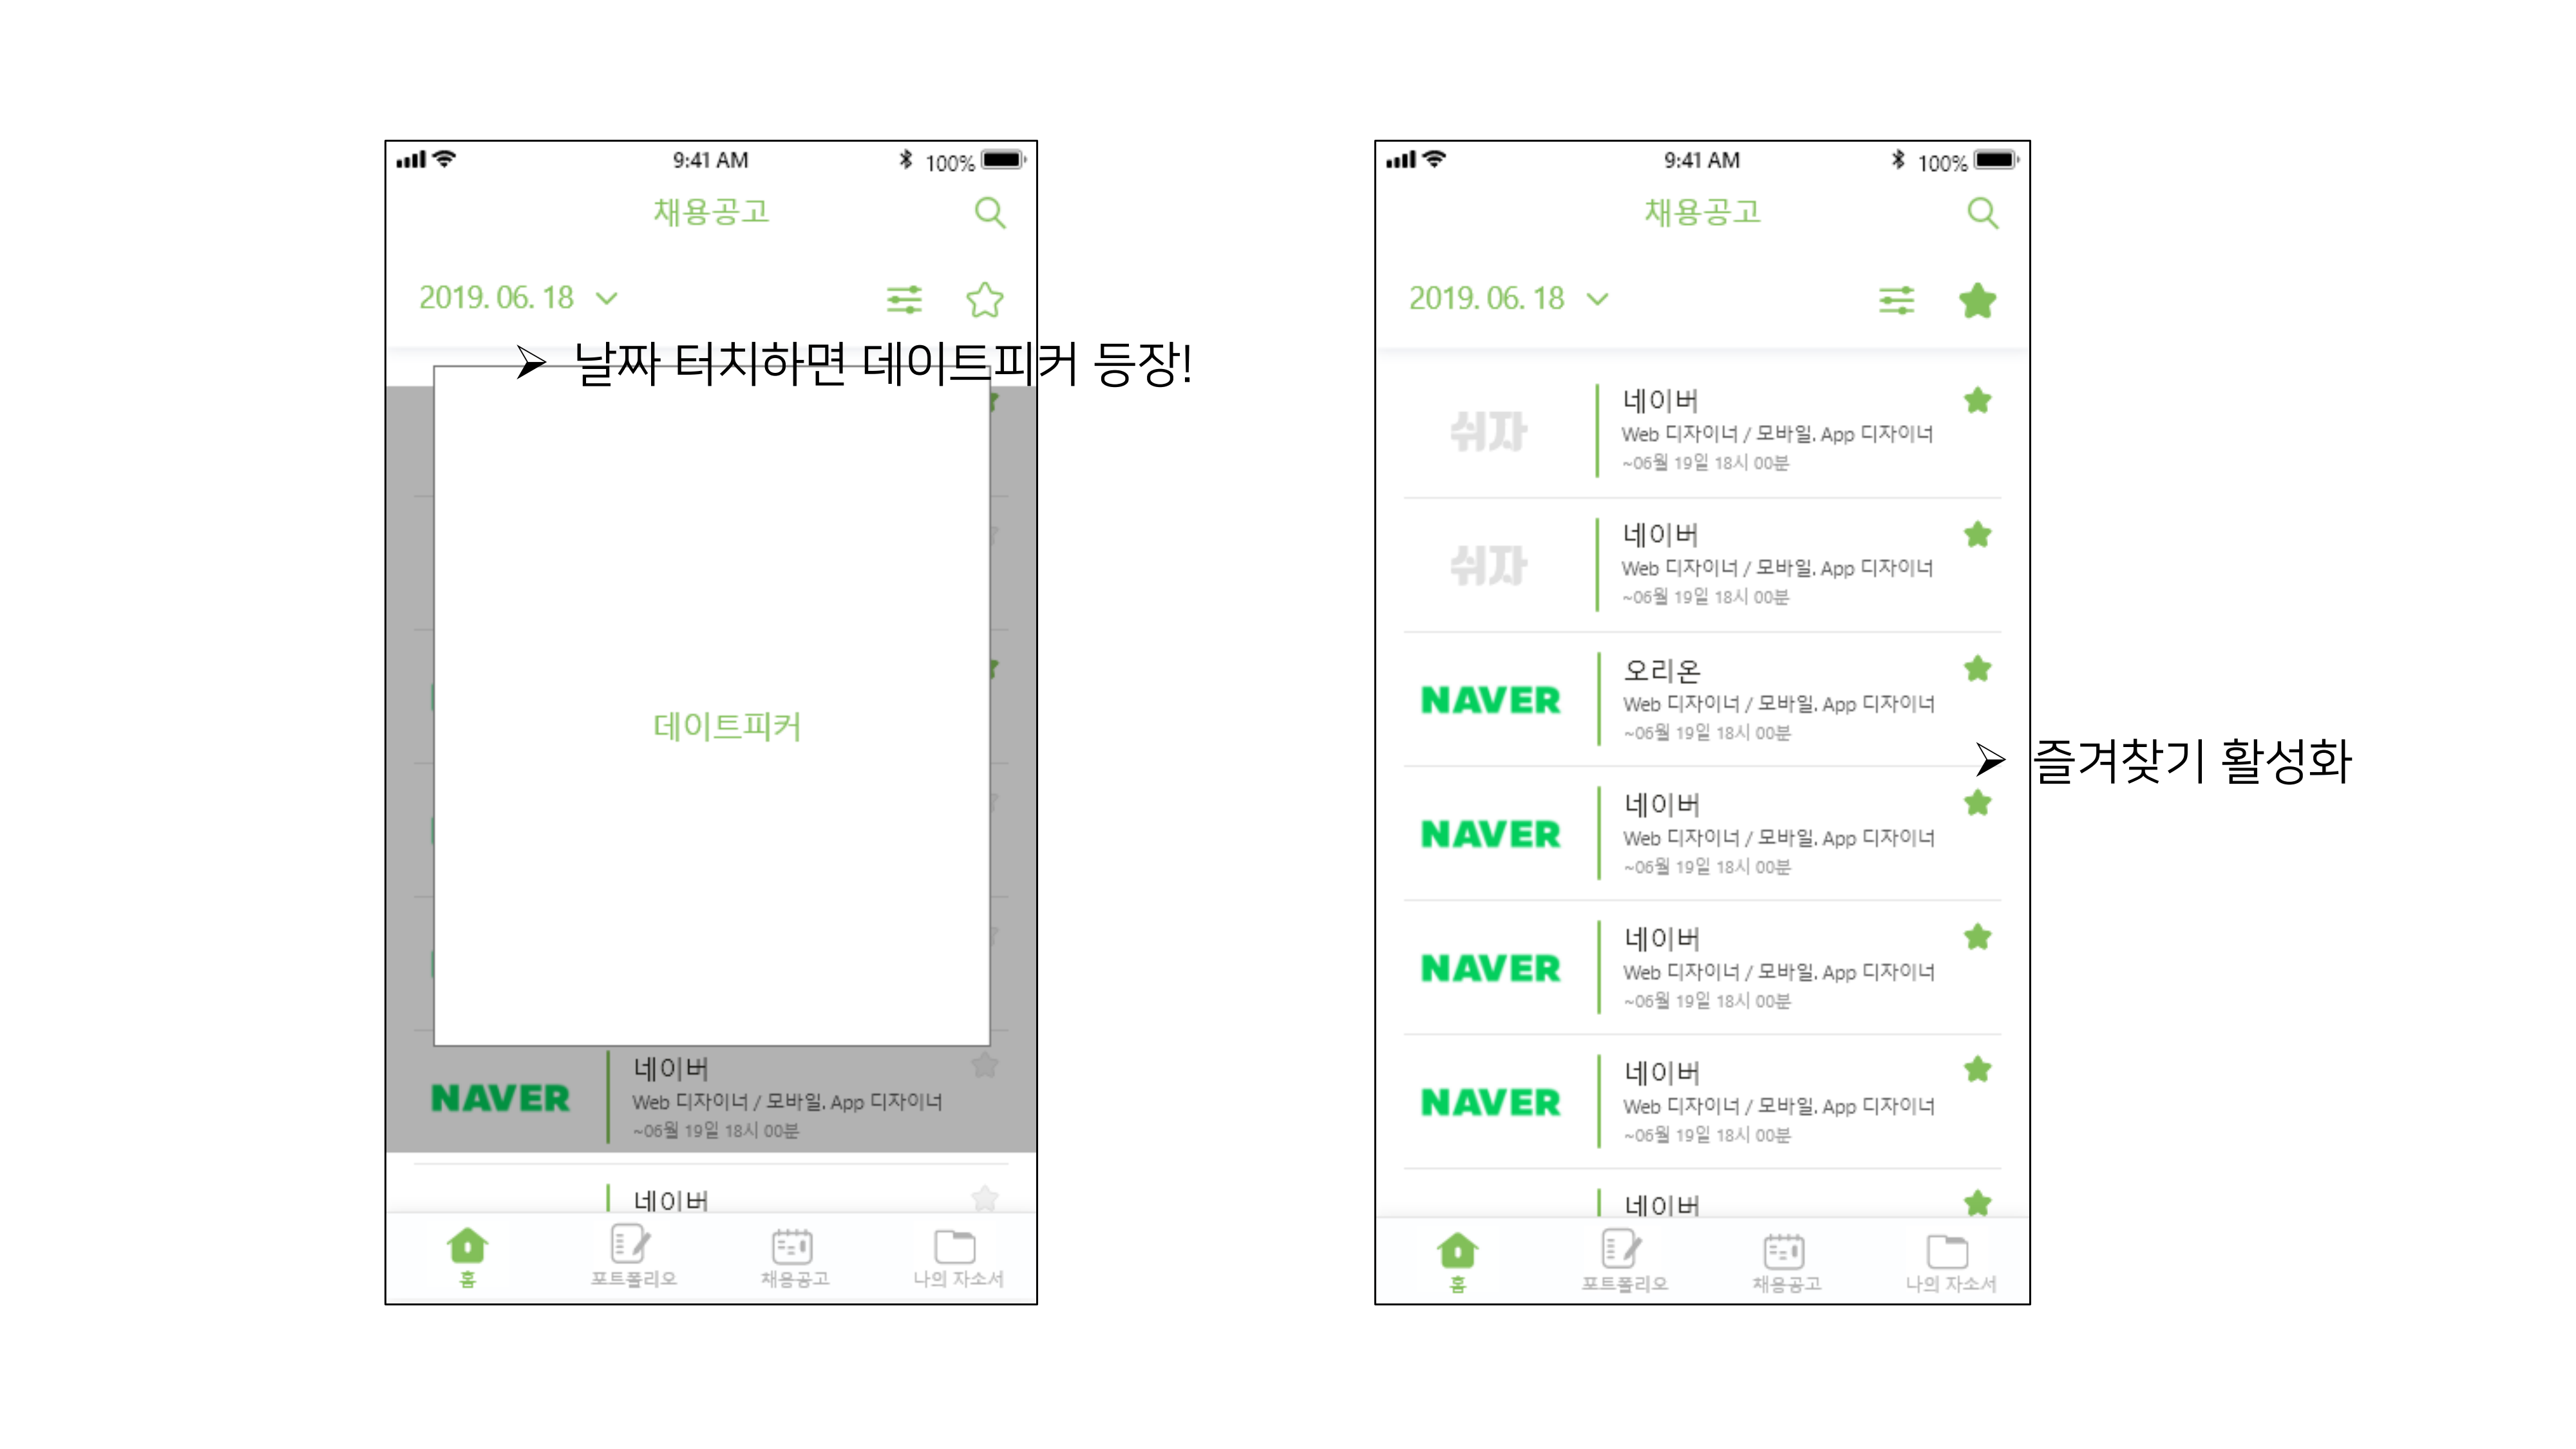 9:41 AM
100%
채용공고
2019. 06. 18
➢ 날짜 터치하면 데이트피커 등장!
데이트피커
NAVER
네이버
Web 디자이너 / 모바일. App 디자이너
~06월 19일 18시 00분
네이버
홈
포트폴리오
채용공고
나의 자소서
9:41 AM
100%
채용공고
2019. 06. 18
쉬자
네이버
Web 디자이너 / 모바일. App 디자이너
~06월 19일 18시 00분
쉬자
네이버
Web 디자이너 / 모바일. App 디자이너
~06월 19일 18시 00분
NAVER
오리온
Web 디자이너 / 모바일. App 디자이너
~06월 19일 18시 00분
➢ 즐겨찾기 활성화
NAVER
네이버
Web 디자이너 / 모바일. App 디자이너
~06월 19일 18시 00분
NAVER
네이버
Web 디자이너 / 모바일. App 디자이너
~06월 19일 18시 00분
NAVER
네이버
Web 디자이너 / 모바일. App 디자이너
~06월 19일 18시 00분
네이버
홈
포트폴리오
채용공고
나의 자소서